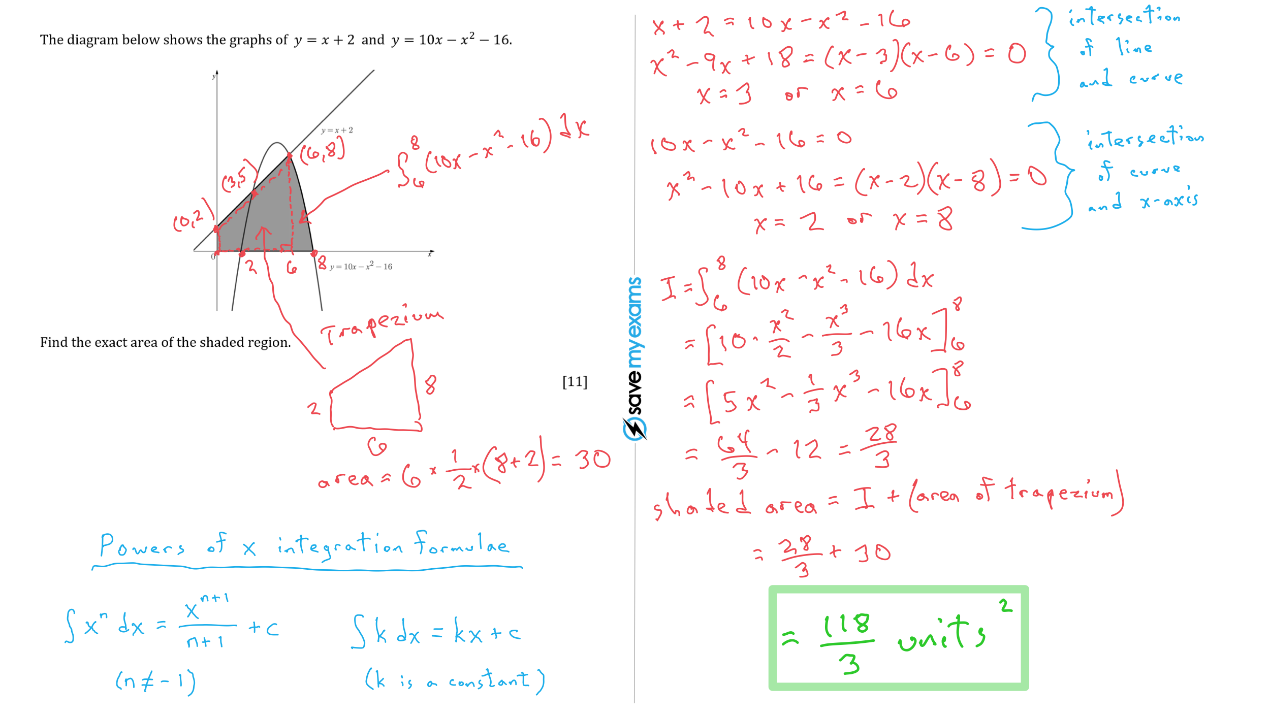 The diagram below shows the graphs of y = x + 2 and y = 10x − x² − 16.
y
y = x + 2
(6,8)
∫₆⁸ (10x − x² − 16) dx
(3,5)
(0,2)
0
2
6
8
y = 10x − x² − 16
x
Trapezium
Find the exact area of the shaded region.
[11]
2
8
6
area = 6 × 1/2 × (8+2) = 30
Powers of x integration formulae
∫ xⁿ dx = xⁿ⁺¹/(n+1) + c
(n ≠ −1)
∫ k dx = kx + c
(k is a constant)
save my exams
x + 2 = 10x − x² − 16
x² − 9x + 18 = (x − 3)(x − 6) = 0
x = 3 or x = 6
intersection
of line
and curve
10x − x² − 16 = 0
x² − 10x + 16 = (x − 2)(x − 8) = 0
x = 2 or x = 8
intersection
of curve
and x-axis
I = ∫₆⁸ (10x − x² − 16) dx
= [10 · x²/2 − x³/3 − 16x]₆⁸
= [5x² − 1/3 x³ − 16x]₆⁸
= 64/3 − 12 = 28/3
shaded area = I + (area of trapezium)
= 28/3 + 30
= 118/3 units²